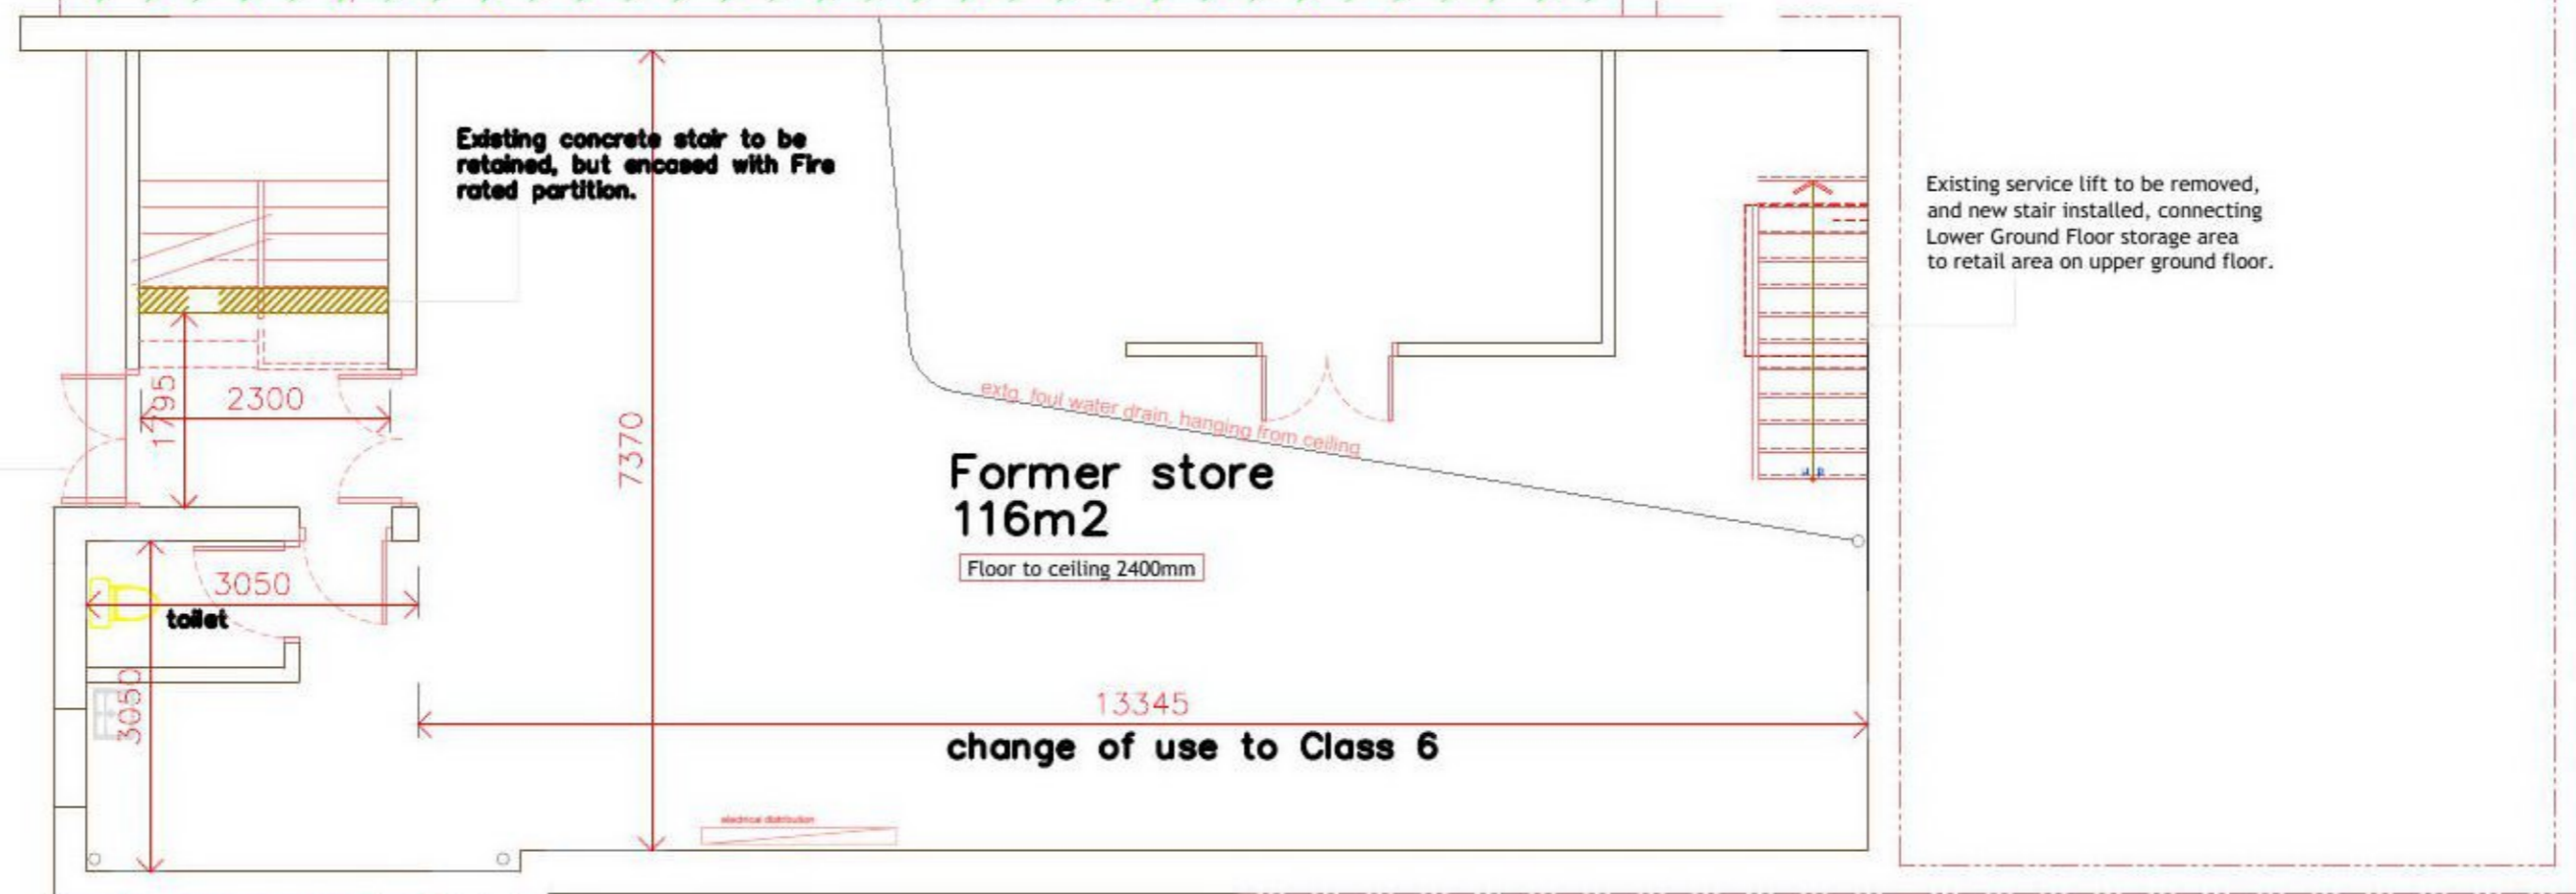 Existing concrete stair to be
retained, but encased with Fire
rated partition.
Existing service lift to be removed,
and new stair installed, connecting
Lower Ground Floor storage area
to retail area on upper ground floor.
1795
2300
7370
extg. foul water drain, hanging from ceiling
Former store
116m2
Floor to ceiling 2400mm
3050
toilet
3050
13345
change of use to Class 6
electrical distribution